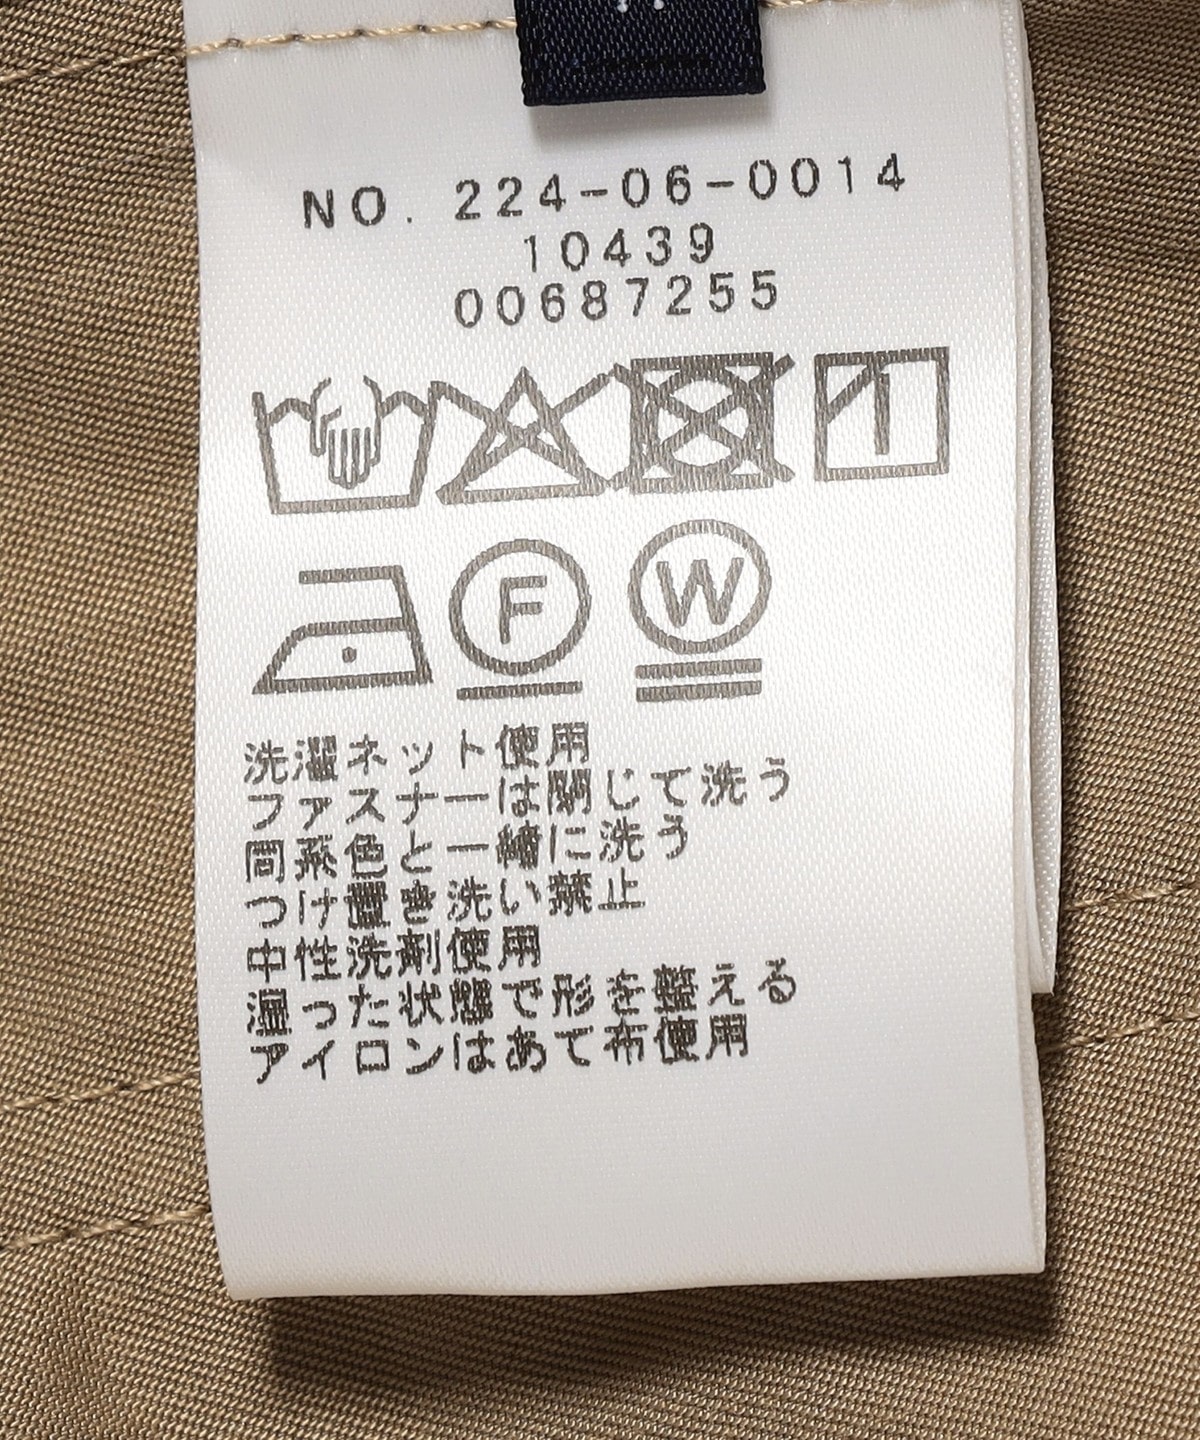 NO. 224-06-0014
10439
00687255
F W
洗濯ネット使用
ファスナーは閉じて洗う
同系色と一緒に洗う
つけ置き洗い禁止
中性洗剤使用
湿った状態で形を整える
アイロンはあて布使用